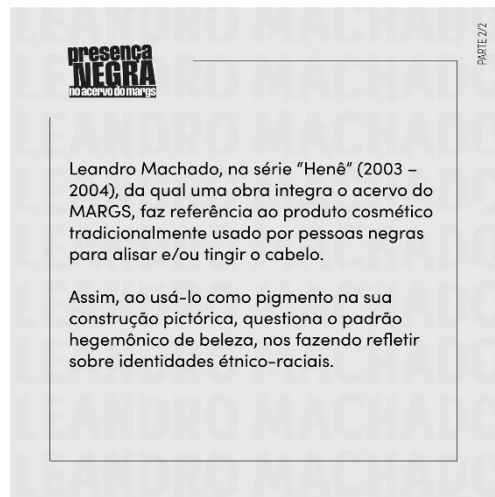 PARTE 2/2
presença
NEGRA
no acervo do margs
Leandro Machado, na série “Henê” (2003 –
2004), da qual uma obra integra o acervo do
MARGS, faz referência ao produto cosmético
tradicionalmente usado por pessoas negras
para alisar e/ou tingir o cabelo.
Assim, ao usá-lo como pigmento na sua
construção pictórica, questiona o padrão
hegemônico de beleza, nos fazendo refletir
sobre identidades étnico-raciais.
LEANDRO MACHADO